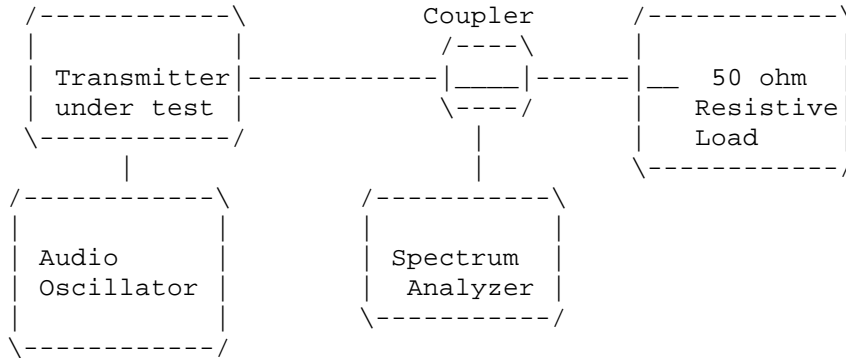 Coupler
Transmitter
under test
50 ohm
Resistive
Load
Audio
Oscillator
Spectrum
Analyzer